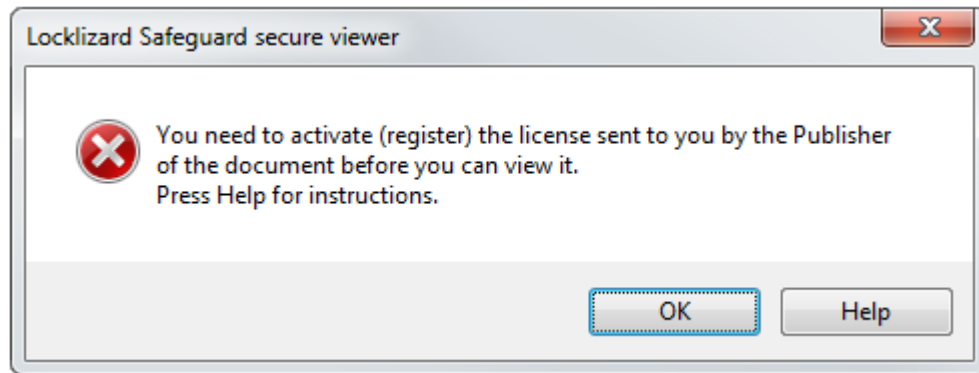 Locklizard Safeguard secure viewer
You need to activate (register) the license sent to you by the Publisher
of the document before you can view it.
Press Help for instructions.
OK
Help